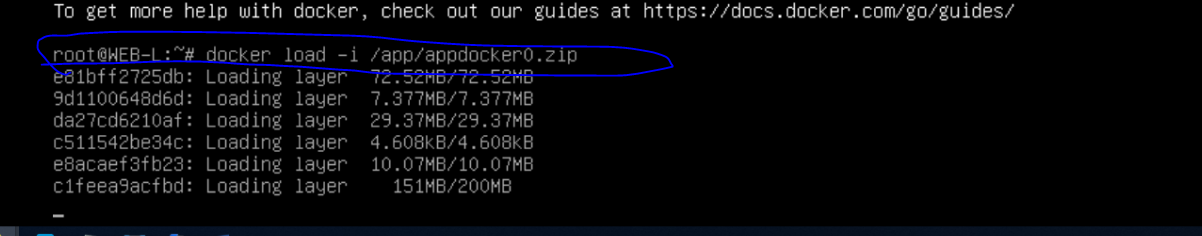 To get more help with docker, check out our guides at https://docs.docker.com/go/guides/
root@WEB-L:~# docker load -i /app/appdocker0.zip
e81bff2725db: Loading layer  72.52MB/72.52MB
9d1100648d6d: Loading layer  7.377MB/7.377MB
da27cd6210af: Loading layer  29.37MB/29.37MB
c511542be34c: Loading layer  4.608kB/4.608kB
e8acaef3fb23: Loading layer  10.07MB/10.07MB
c1feea9acfbd: Loading layer    151MB/200MB